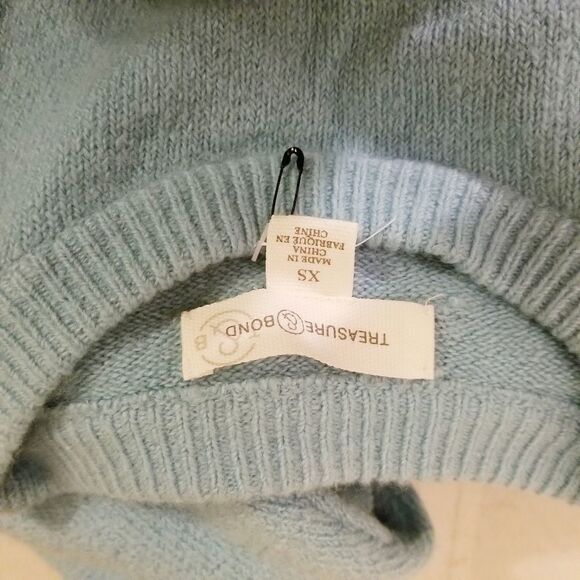 XS
MADE IN
CHINA
FABRIQUÉ EN
CHINE
TREASURE & BOND
& B